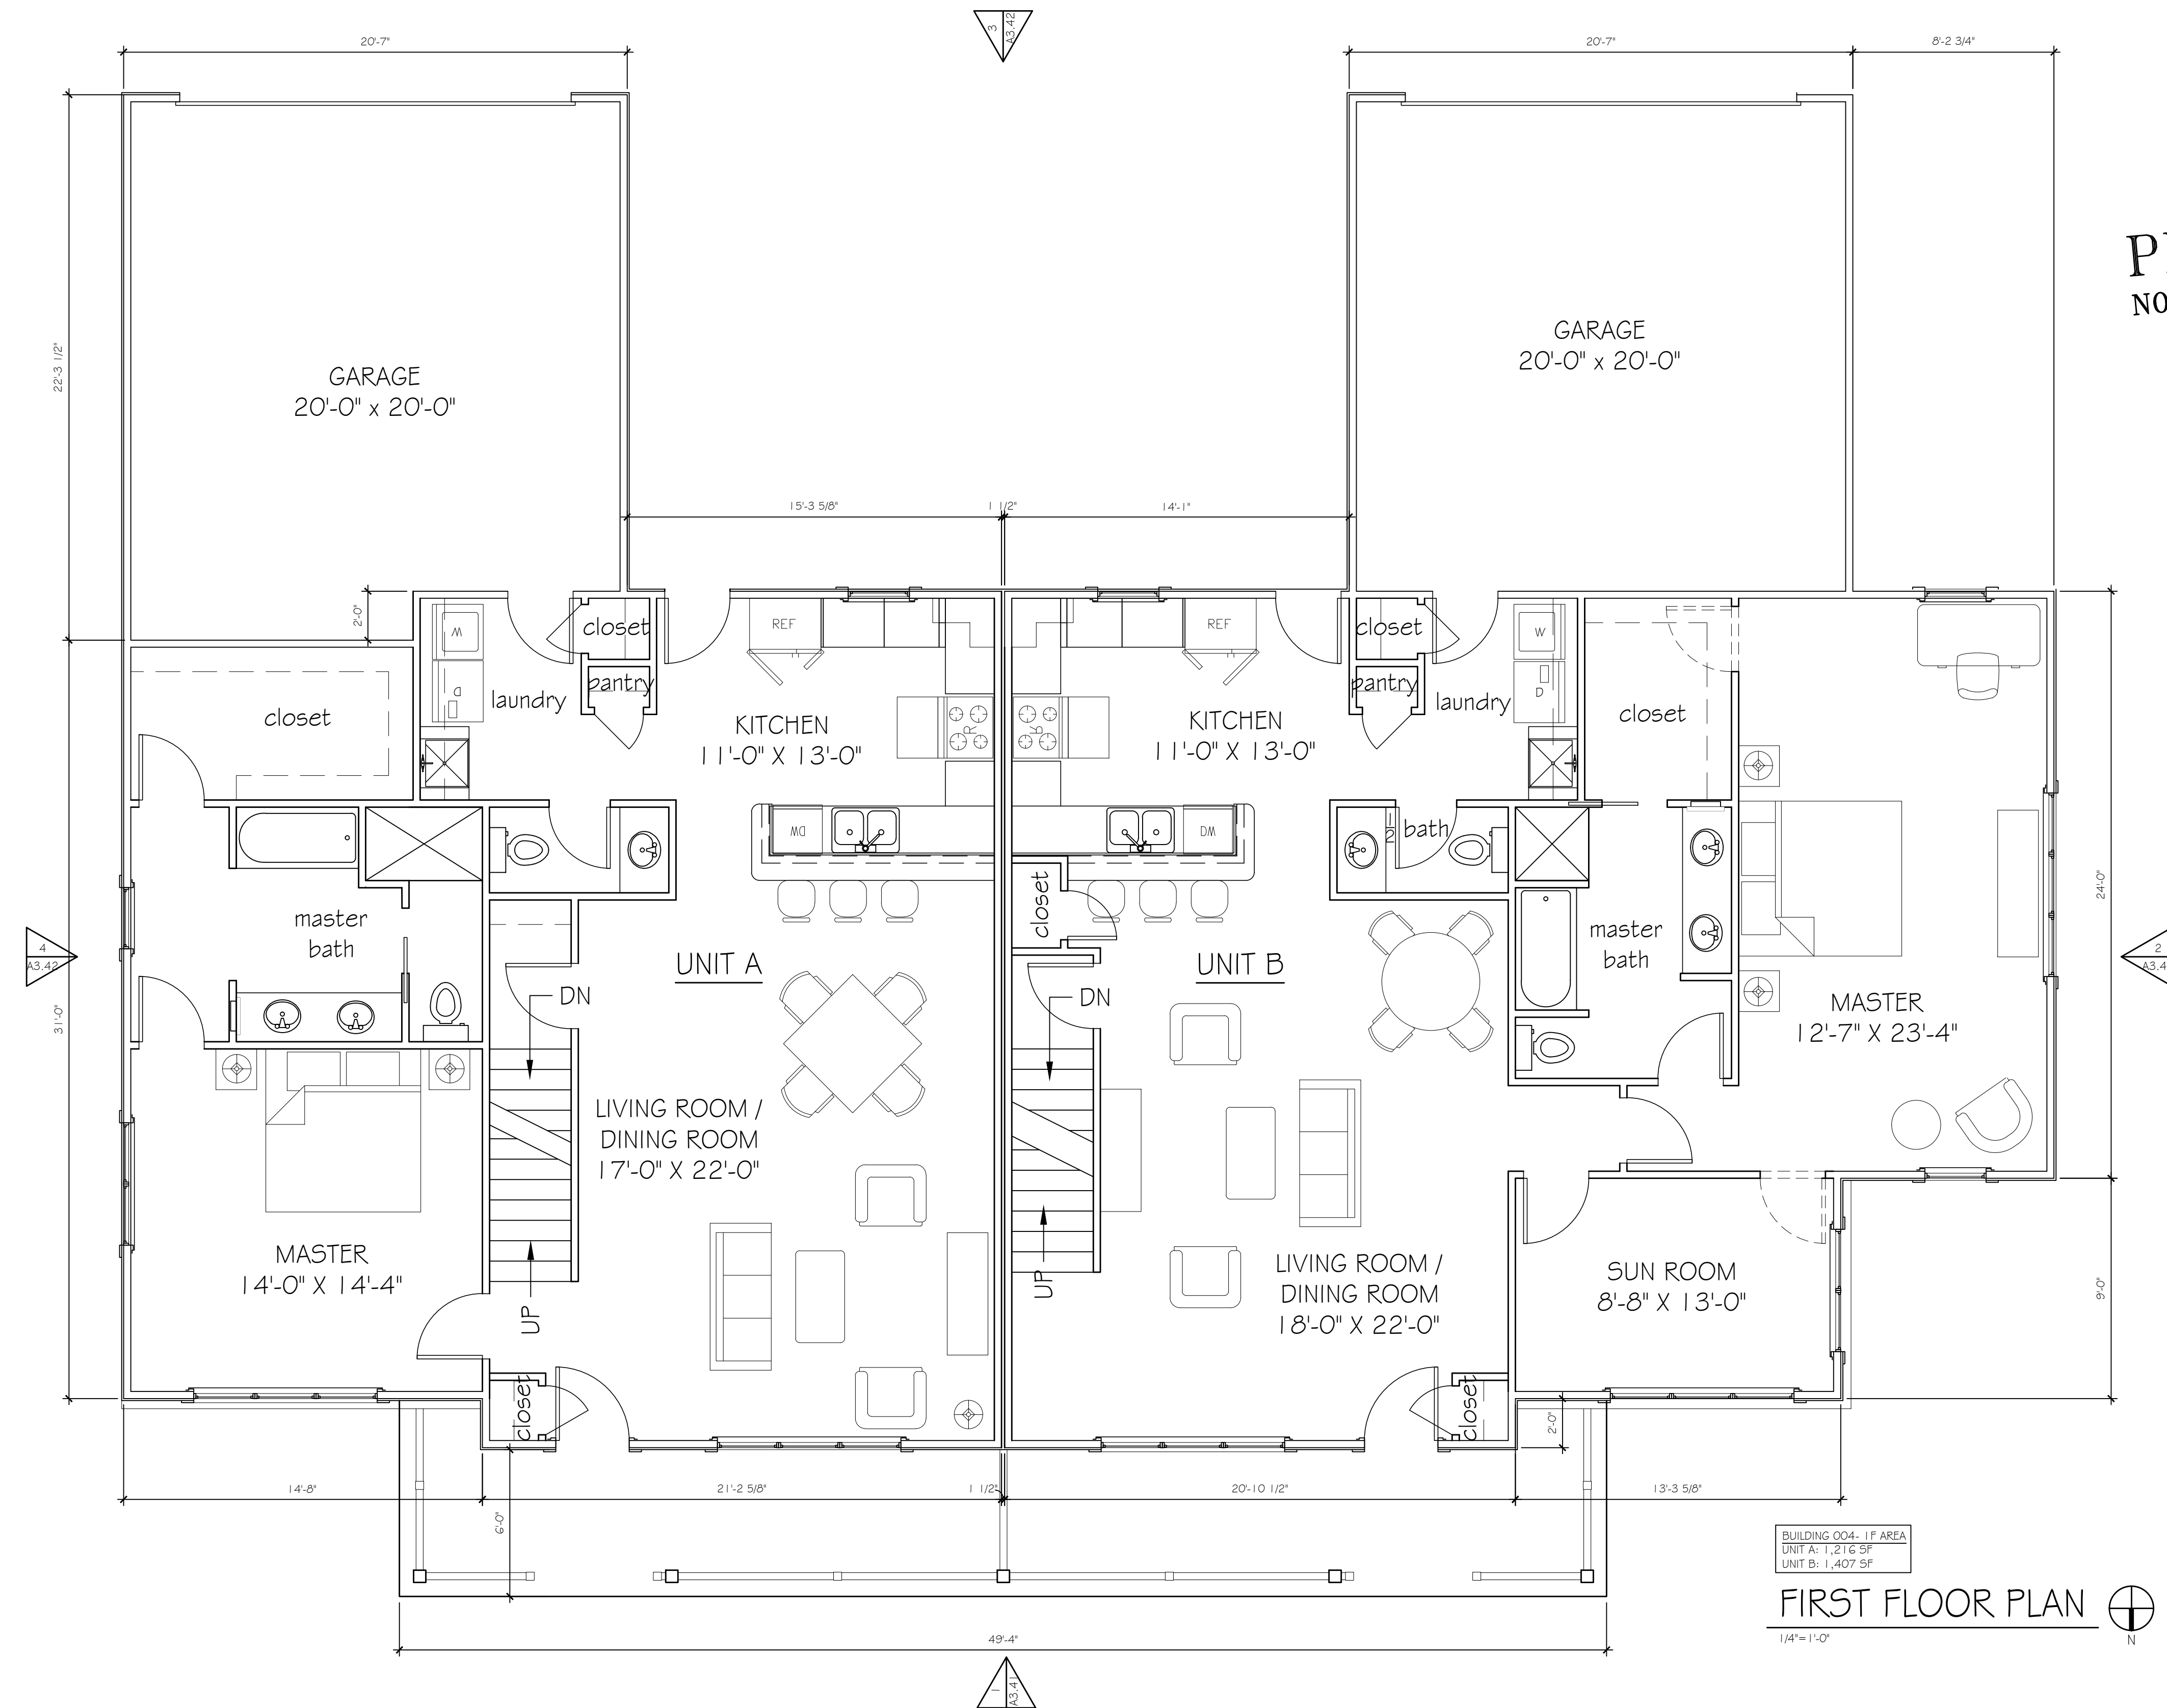 3
A3.42
20'-7"
20'-7"
8'-2 3/4"
NO
22'-3 1/2"
GARAGE
20'-0" x 20'-0"
GARAGE
20'-0" x 20'-0"
15'-3 5/8"
1 1/2"
14'-1"
2'-0"
W
D
laundry
closet
pantry
REF
REF
closet
pantry
laundry
W
D
closet
closet
KITCHEN
11'-0" X 13'-0"
R
R
KITCHEN
11'-0" X 13'-0"
DW
DW
1/2 bath
closet
master
bath
master
bath
24'-0"
4
A3.42
2
31'-0"
UNIT A
UNIT B
DN
DN
MASTER
12'-7" X 23'-4"
LIVING ROOM /
DINING ROOM
17'-0" X 22'-0"
MASTER
14'-0" X 14'-4"
UP
UP
LIVING ROOM /
DINING ROOM
18'-0" X 22'-0"
SUN ROOM
8'-8" X 13'-0"
9'-0"
closet
closet
2'-0"
14'-8"
21'-2 5/8"
1 1/2"
20'-10 1/2"
13'-3 5/8"
6'-0"
BUILDING 004- 1F AREA
UNIT A: 1,216 SF
UNIT B: 1,407 SF
FIRST FLOOR PLAN
1/4"=1'-0"
N
49'-4"
1
A3.41